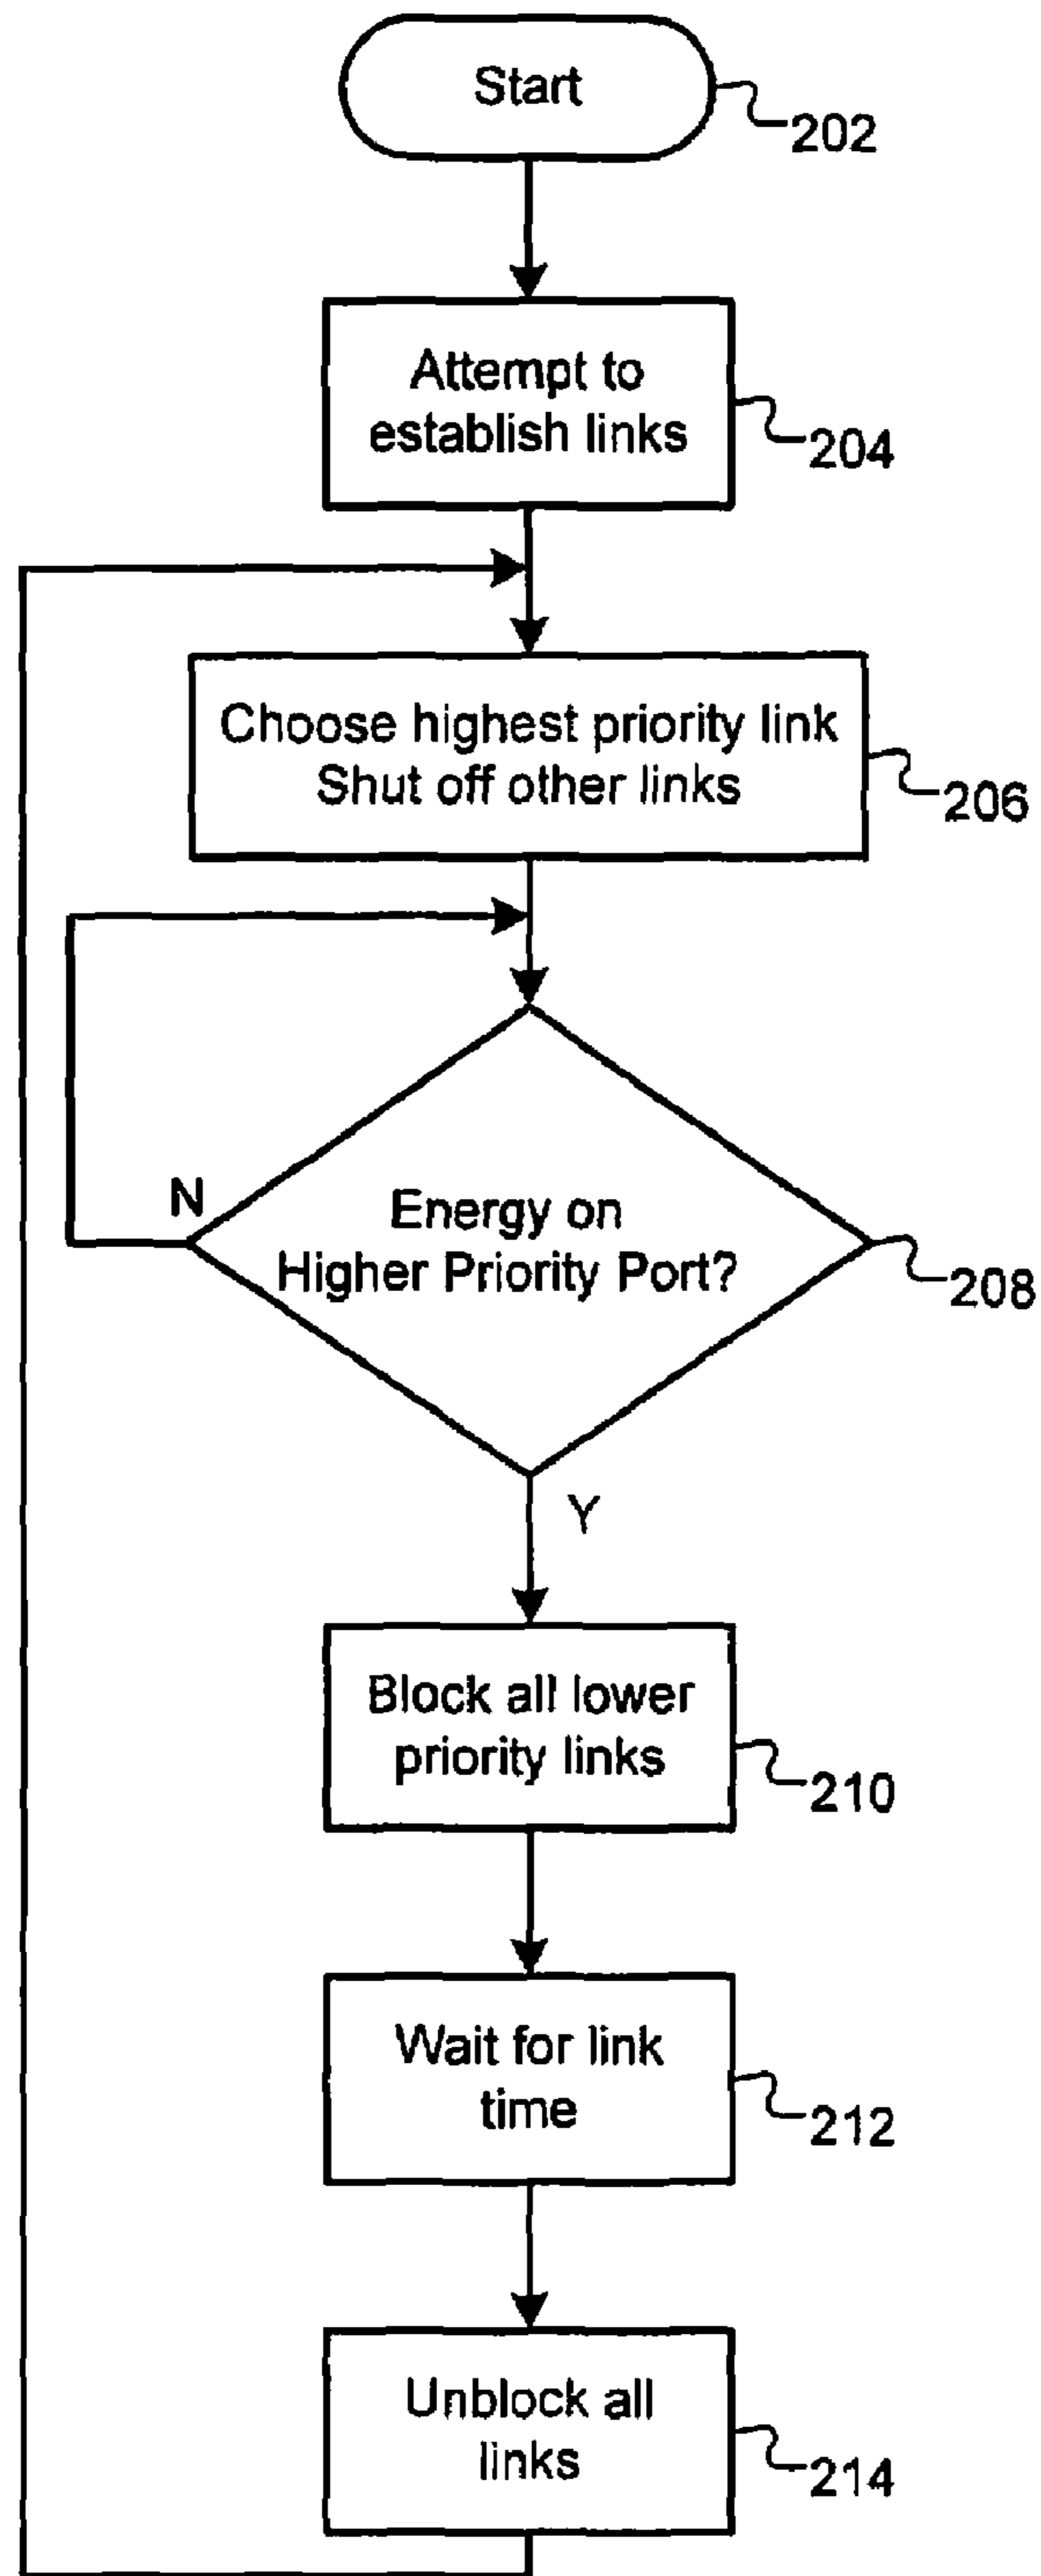 Start
202
Attempt to
establish links
204
Choose highest priority link
Shut off other links
206
N
Energy on
Higher Priority Port?
208
Y
Block all lower
priority links
210
Wait for link
time
212
Unblock all
links
214